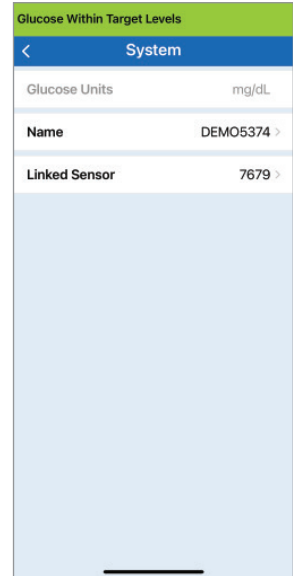 Glucose Within Target Levels
System
Glucose Units mg/dL
Name DEMO5374
Linked Sensor 7679